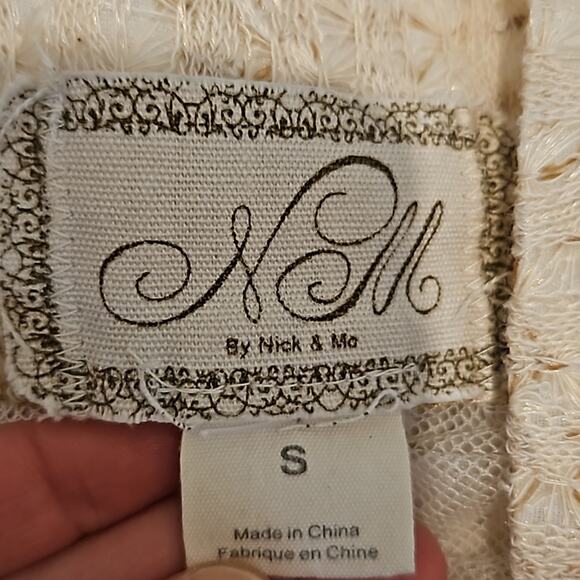 NM
By Nick & Mo
S
Made in China
Fabrique en Chine